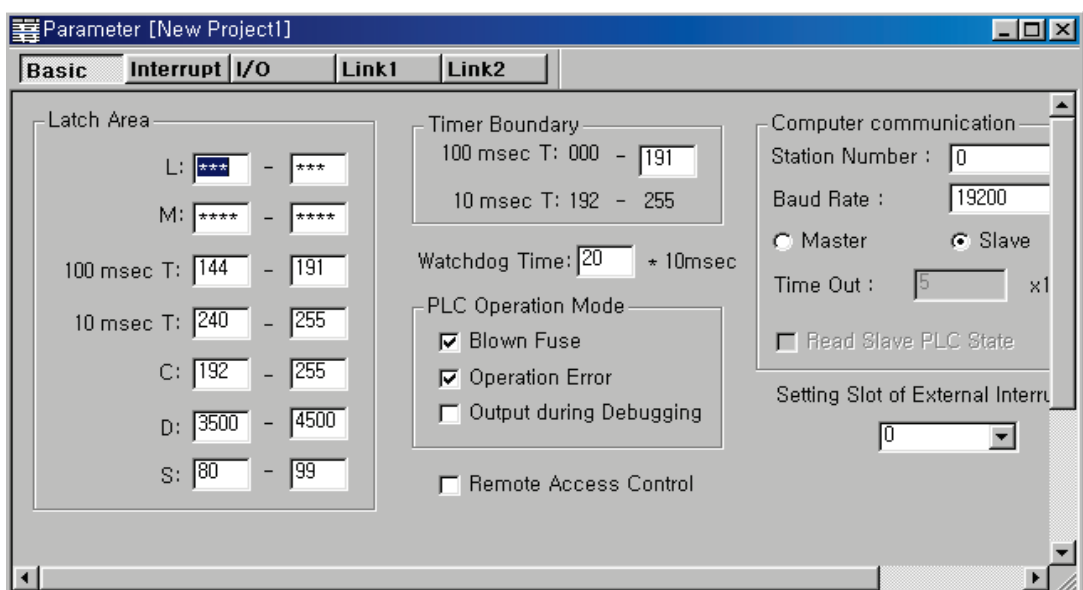 Parameter [New Project1]
Basic Interrupt I/O Link1 Link2
Latch Area
L: *** - ***
M: **** - ****
100 msec T: 144 - 191
10 msec T: 240 - 255
C: 192 - 255
D: 3500 - 4500
S: 80 - 99
Timer Boundary
100 msec T: 000 - 191
10 msec T: 192 - 255
Watchdog Time: 20 * 10msec
PLC Operation Mode
Blown Fuse
Operation Error
Output during Debugging
Remote Access Control
Computer communication
Station Number : 0
Baud Rate : 19200
Master Slave
Time Out : 5 x1
Read Slave PLC State
Setting Slot of External Interru
0